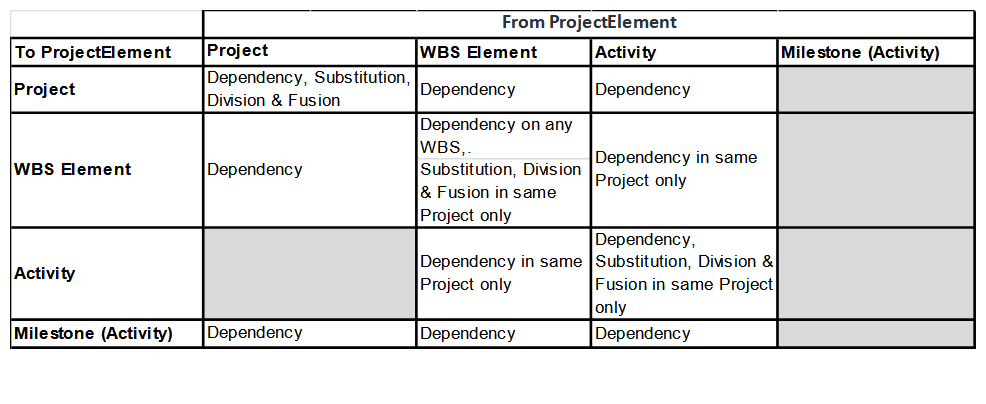 From ProjectElement
To ProjectElement Project WBS Element Activity Milestone (Activity)
Project
Dependency, Substitution,
Division & Fusion
Dependency
Dependency
WBS Element
Dependency
Dependency on any
WBS,.
Substitution, Division
& Fusion in same
Project only
Dependency in same
Project only
Activity
Dependency in same
Project only
Dependency,
Substitution, Division &
Fusion in same Project
only
Milestone (Activity) Dependency Dependency Dependency